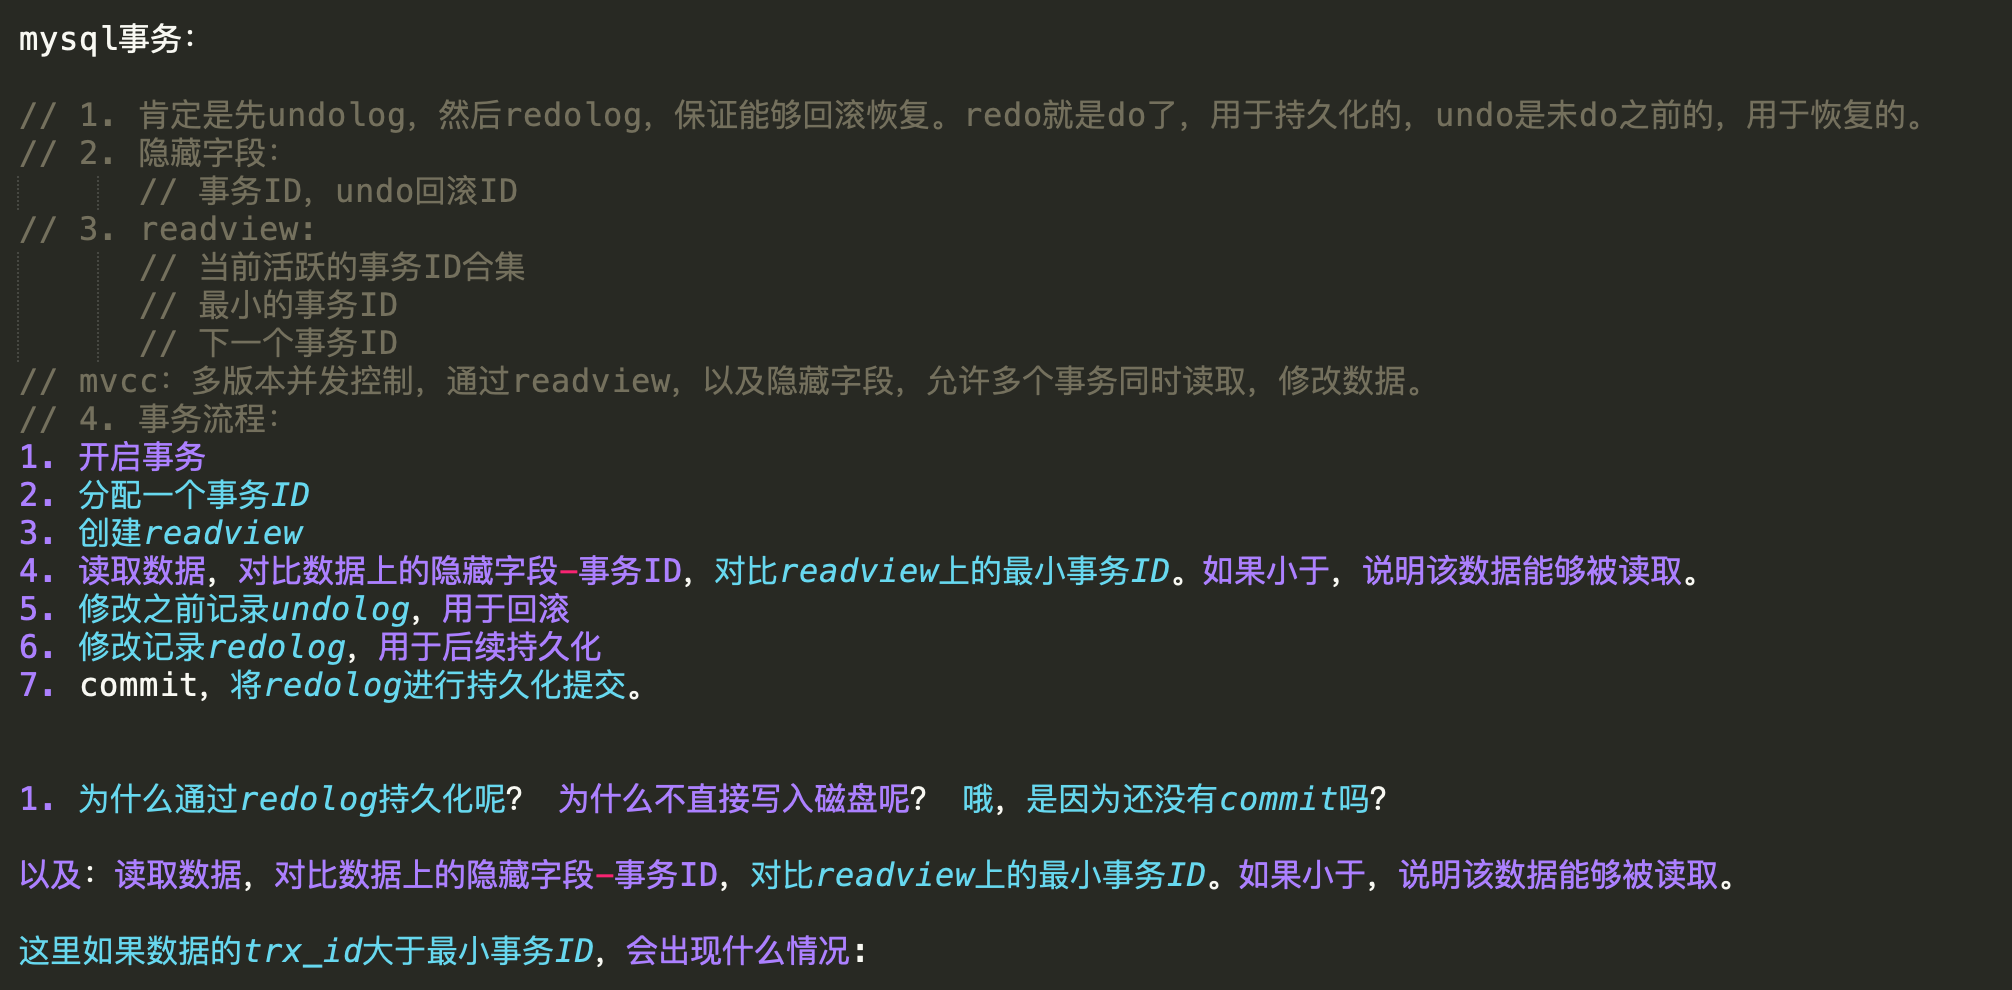 mysql事务：
// 1. 肯定是先undolog，然后redolog，保证能够回滚恢复。redo就是do了，用于持久化的，undo是未do之前的，用于恢复的。
// 2. 隐藏字段：
// 事务ID，undo回滚ID
// 3. readview:
// 当前活跃的事务ID合集
// 最小的事务ID
// 下一个事务ID
// mvcc：多版本并发控制，通过readview，以及隐藏字段，允许多个事务同时读取，修改数据。
// 4. 事务流程：
1. 开启事务
2. 分配一个事务ID
3. 创建readview
4. 读取数据，对比数据上的隐藏字段-事务ID，对比readview上的最小事务ID。如果小于，说明该数据能够被读取。
5. 修改之前记录undolog，用于回滚
6. 修改记录redolog，用于后续持久化
7. commit，将redolog进行持久化提交。
1. 为什么通过redolog持久化呢？ 为什么不直接写入磁盘呢？ 哦，是因为还没有commit吗？
以及：读取数据，对比数据上的隐藏字段-事务ID，对比readview上的最小事务ID。如果小于，说明该数据能够被读取。
这里如果数据的trx_id大于最小事务ID，会出现什么情况：